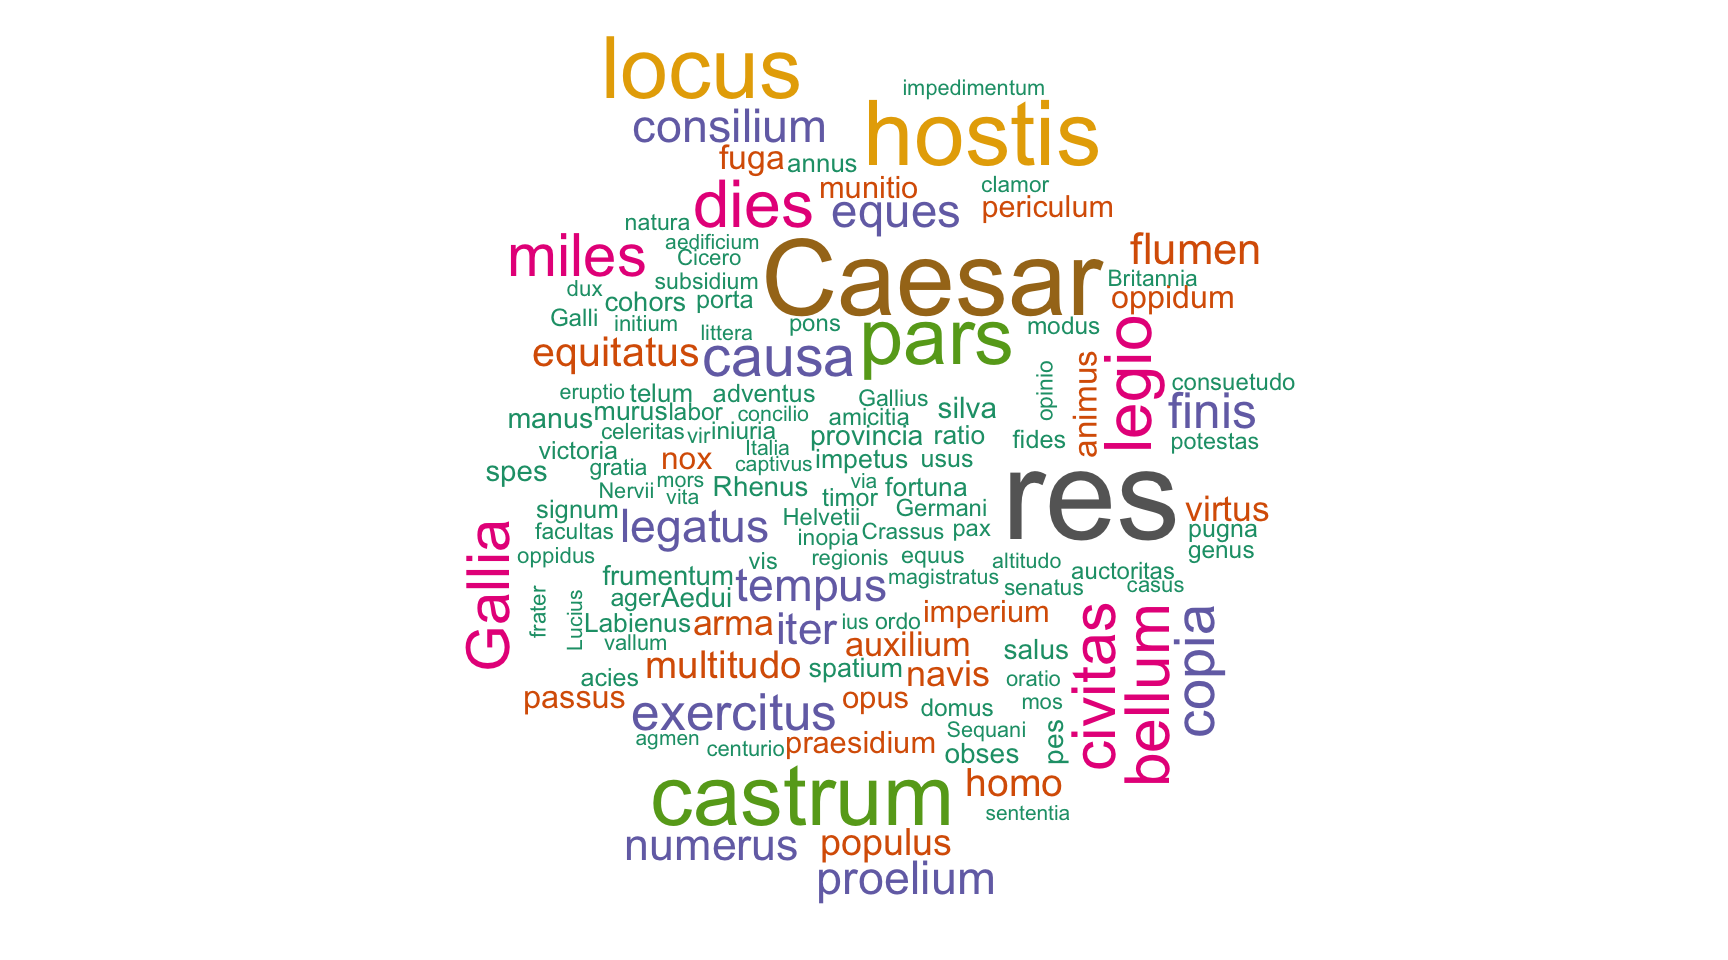 locus
impedimentum
consilium
hostis
fuga
annus
dies
munitio
clamor
eques
periculum
natura
miles
aedificium
Cicero
Caesar
flumen
subsidium
Britannia
dux
cohors
porta
oppidum
Galli
initium
littera
pons
pars
modus
legio
equitatus
causa
opinio
animus
consuetudo
eruptio
telum
adventus
Gallius
silva
finis
manus
murus
labor
concilio
amicitia
celeritas
vir
iniuria
provincia
ratio
fides
potestas
victoria
Italia
nox
captivus
impetus
usus
spes
gratia
mors
via
res
Nervii
vita
Rhenus
timor
fortuna
signum
Helvetii
Germani
virtus
facultas
legatus
inopia
Crassus
pax
pugna
Gallia
oppidus
vis
regionis
equus
altitudo
genus
frumentum
tempus
magistratus
senatus
auctoritas
casus
frater
Lucius
ager
Aedui
Labienus
arma
iter
ius
ordo
imperium
civitas
bellum
copia
vallum
auxilium
salus
multitudo
spatium
navis
acies
oratio
passus
exercitus
opus
domus
mos
agmen
centurio
praesidium
Sequani
obses
pes
castrum
homo
sententia
numerus
populus
proelium